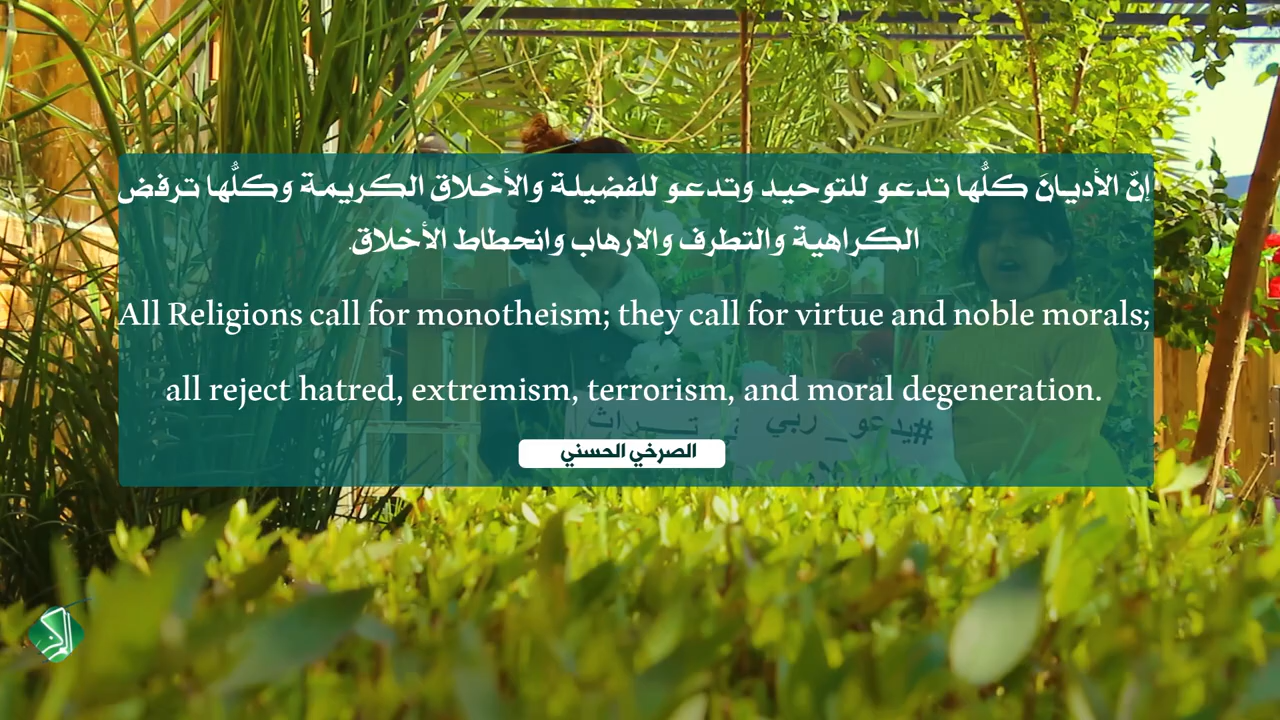 إنّ الأديانَ كلُّها تدعو للتوحيد وتدعو للفضيلة والأخلاق الكريمة وكلُّها ترفض
الكراهية والتطرف والارهاب وانحطاط الأخلاق.
All Religions call for monotheism; they call for virtue and noble morals;
all reject hatred, extremism, terrorism, and moral degeneration.
#يدعو_ربي تراث
الصرخي الحسني